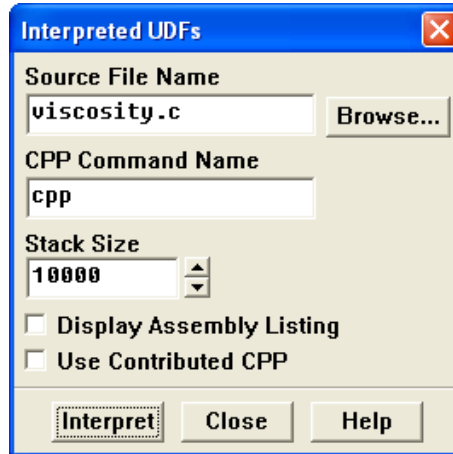 Interpreted UDFs
Source File Name
viscosity.c
Browse...
CPP Command Name
cpp
Stack Size
10000
Display Assembly Listing
Use Contributed CPP
Interpret Close Help